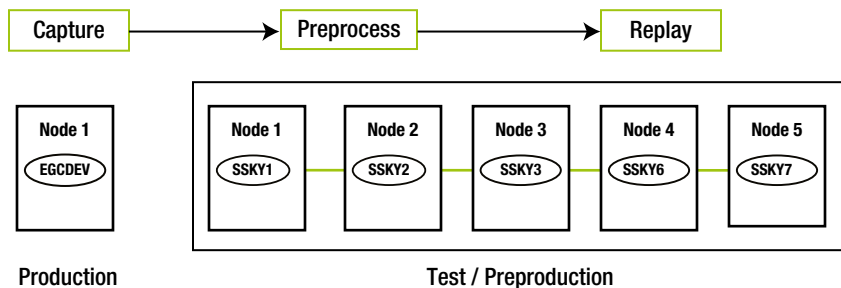 Capture
Preprocess
Replay
Node 1
EGCDEV
Node 1
SSKY1
Node 2
SSKY2
Node 3
SSKY3
Node 4
SSKY6
Node 5
SSKY7
Production
Test / Preproduction